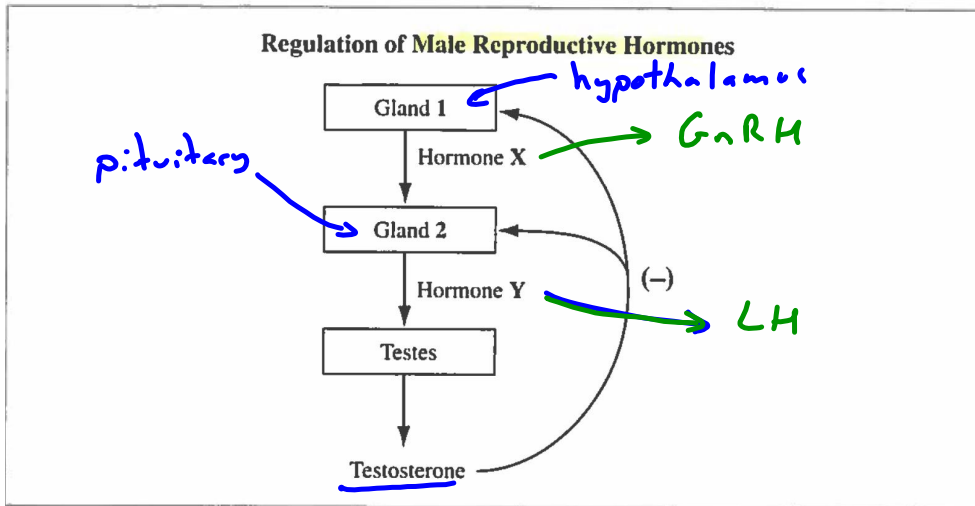 Regulation of Male Reproductive Hormones
hypothalamus
Gland 1
Hormone X
GnRH
pituitary
Gland 2
(–)
Hormone Y
LH
Testes
Testosterone